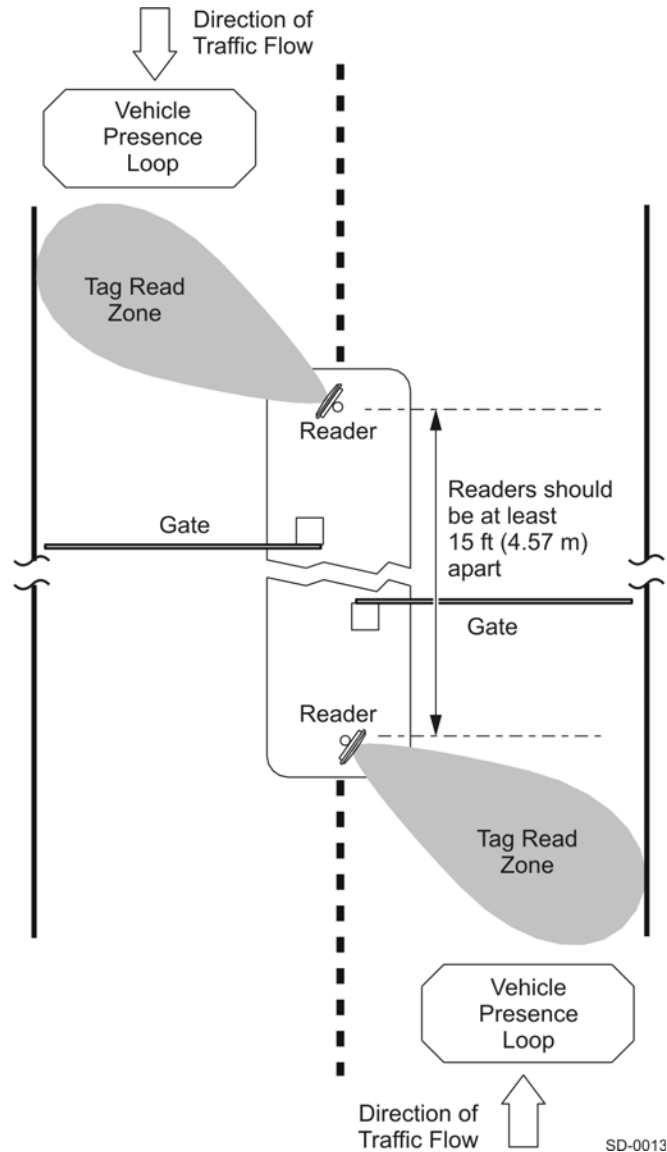 Direction of
Traffic Flow
Vehicle
Presence
Loop
Tag Read
Zone
Reader
Readers should
be at least
15 ft (4.57 m)
apart
Gate
Gate
Reader
Tag Read
Zone
Vehicle
Presence
Loop
Direction of
Traffic Flow
SD-0013